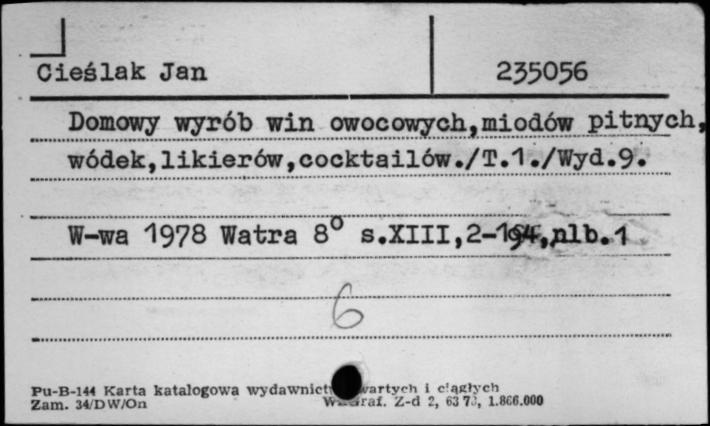 Cieślak Jan 235056
Domowy wyrób win owocowych,miodów pitnych,
wódek,likierów,cocktailów./T.1./Wyd.9.
W-wa 1978 Watra 8° s.XIII,2-194,nlb.1
6
Pu-B-144 Karta katalogowa wydawnict wartych i ciągłych
Zam. 34/DW/On raf. Z-d 2, 1.866.000